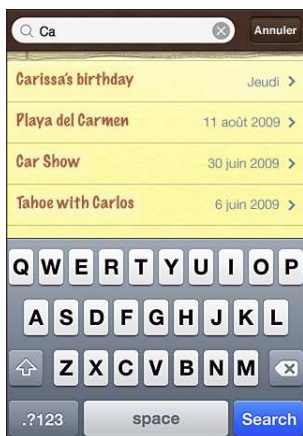 Ca
Annuler
Carissa's birthday Jeudi
Playa del Carmen 11 août 2009
Car Show 30 juin 2009
Tahoe with Carlos 6 juin 2009
Q W E R T Y U I O P
A S D F G H J K L
Z X C V B N M
.?123 space Search